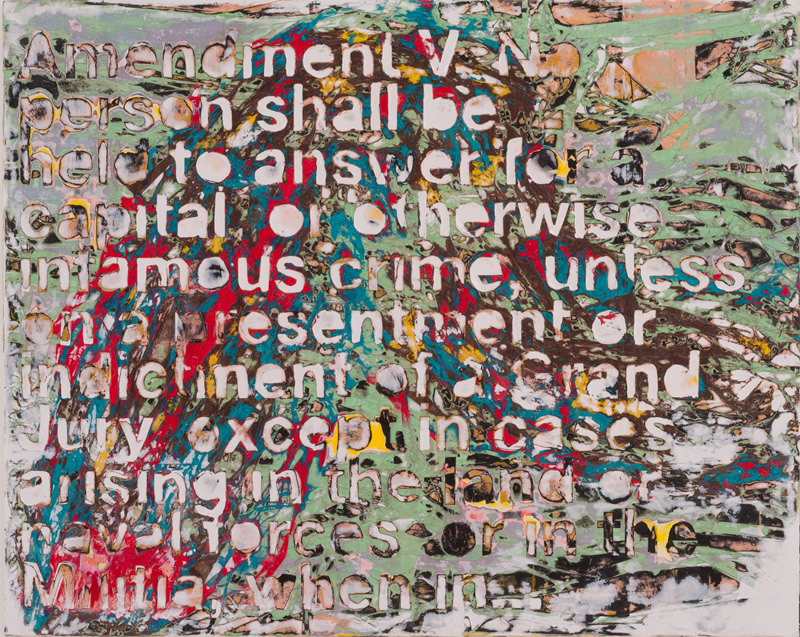 Amendment V No
person shall be
held to answer for a
capital or otherwise
infamous crime, unless
on a presentment or
indichnent of a Grand
Jury, except in cases
arising in the land or
naval forces or in the
Militia, when in...